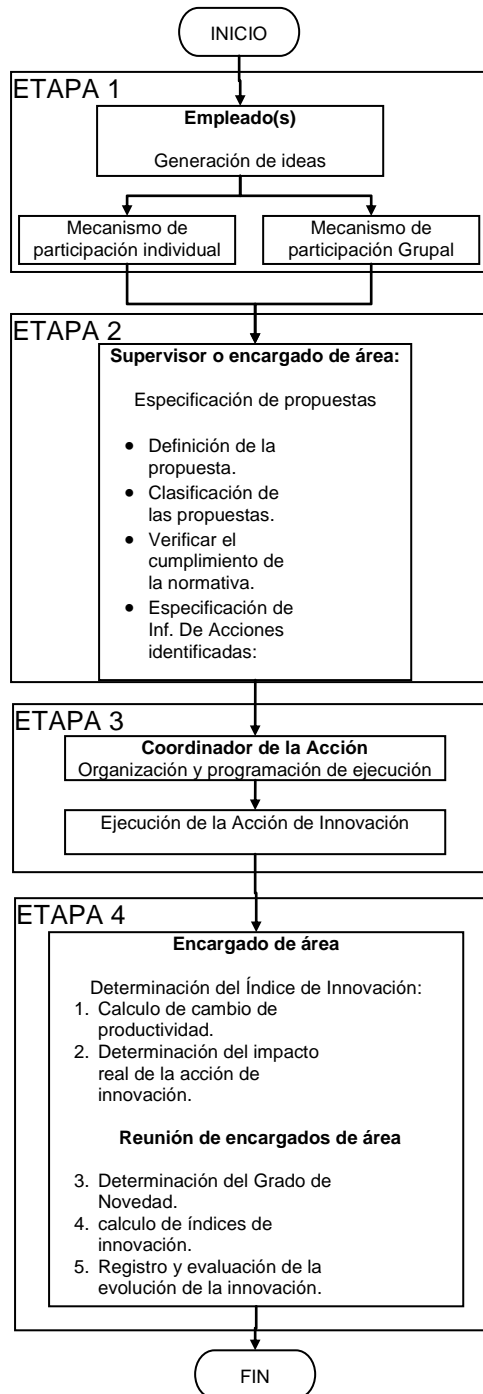 INICIO
ETAPA 1
Empleado(s)
Generación de ideas
Mecanismo de
participación individual
Mecanismo de
participación Grupal
ETAPA 2
Supervisor o encargado de área:
Especificación de propuestas
• Definición de la
propuesta.
• Clasificación de
las propuestas.
• Verificar el
cumplimiento de
la normativa.
• Especificación de
Inf. De Acciones
identificadas:
ETAPA 3
Coordinador de la Acción
Organización y programación de ejecución
Ejecución de la Acción de Innovación
ETAPA 4
Encargado de área
Determinación del Índice de Innovación:
1. Calculo de cambio de
productividad.
2. Determinación del impacto
real de la acción de
innovación.
Reunión de encargados de área
3. Determinación del Grado de
Novedad.
4. calculo de índices de
innovación.
5. Registro y evaluación de la
evolución de la innovación.
FIN